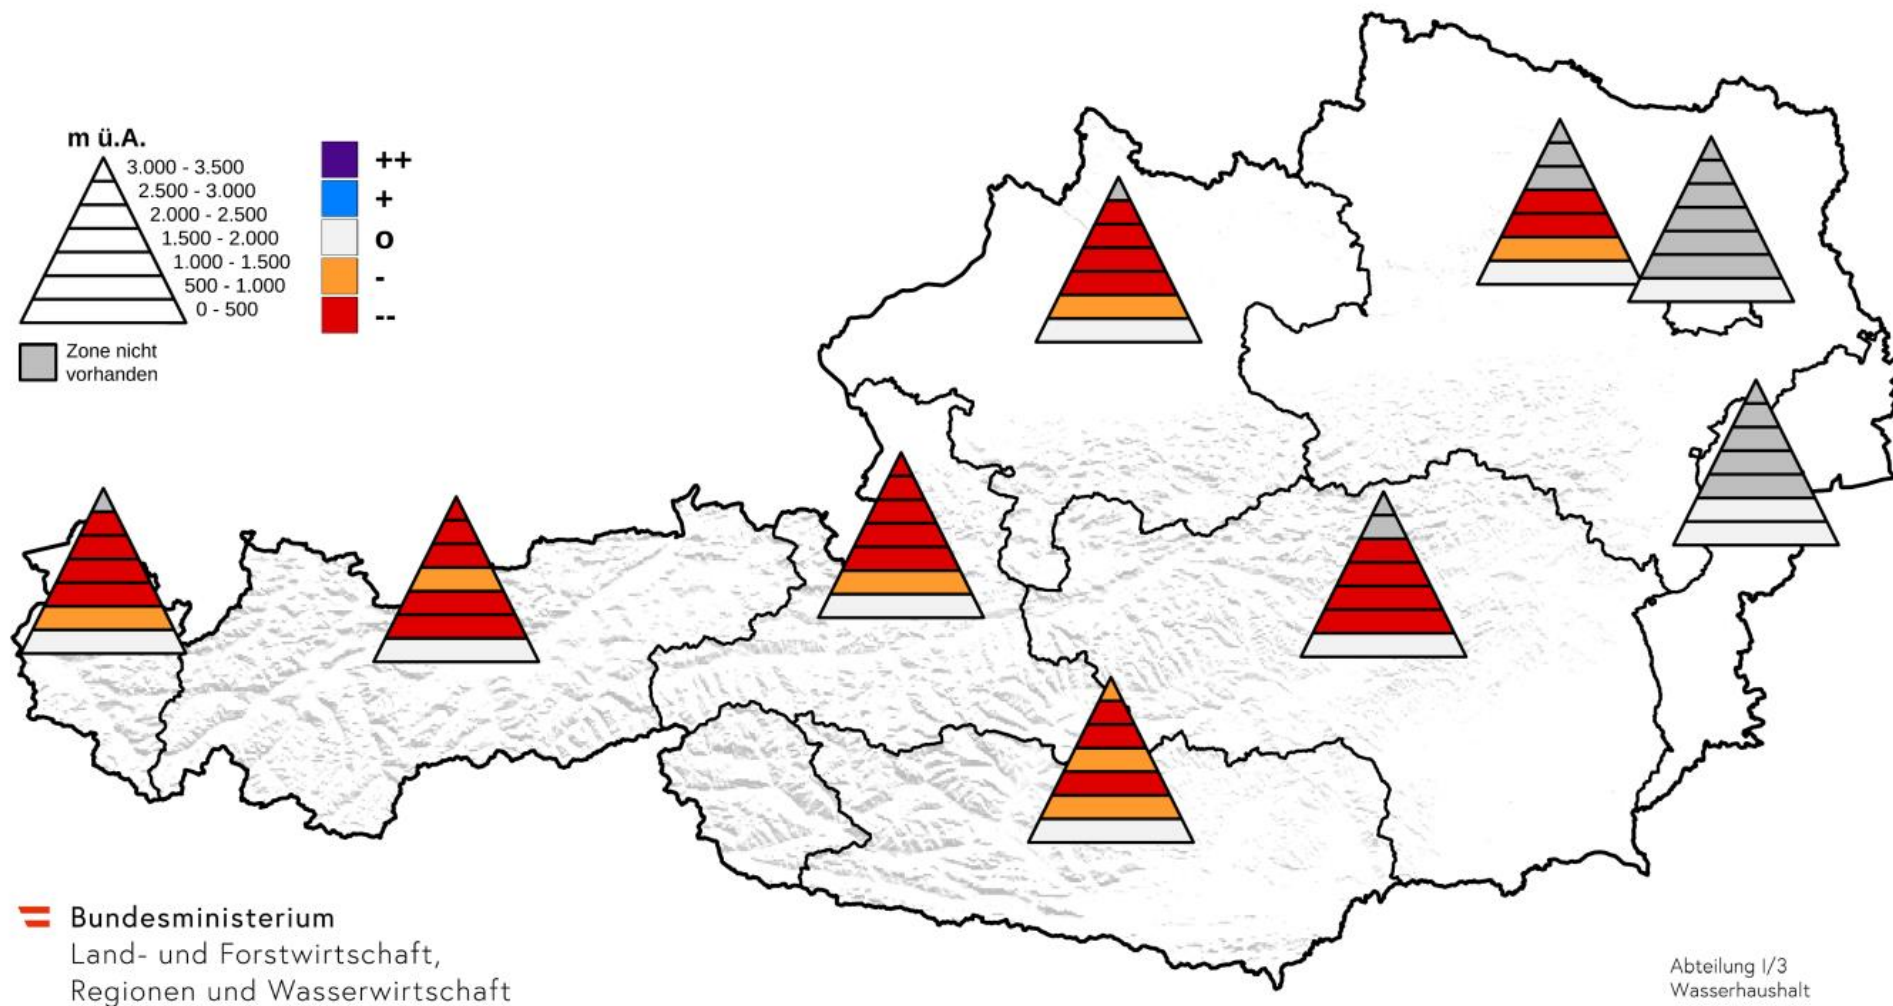 m ü.A.
3.000 - 3.500
2.500 - 3.000
2.000 - 2.500
1.500 - 2.000
1.000 - 1.500
500 - 1.000
0 - 500
Zone nicht
vorhanden
++
+
o
-
--
Bundesministerium
Land- und Forstwirtschaft,
Regionen und Wasserwirtschaft
Abteilung I/3
Wasserhaushalt